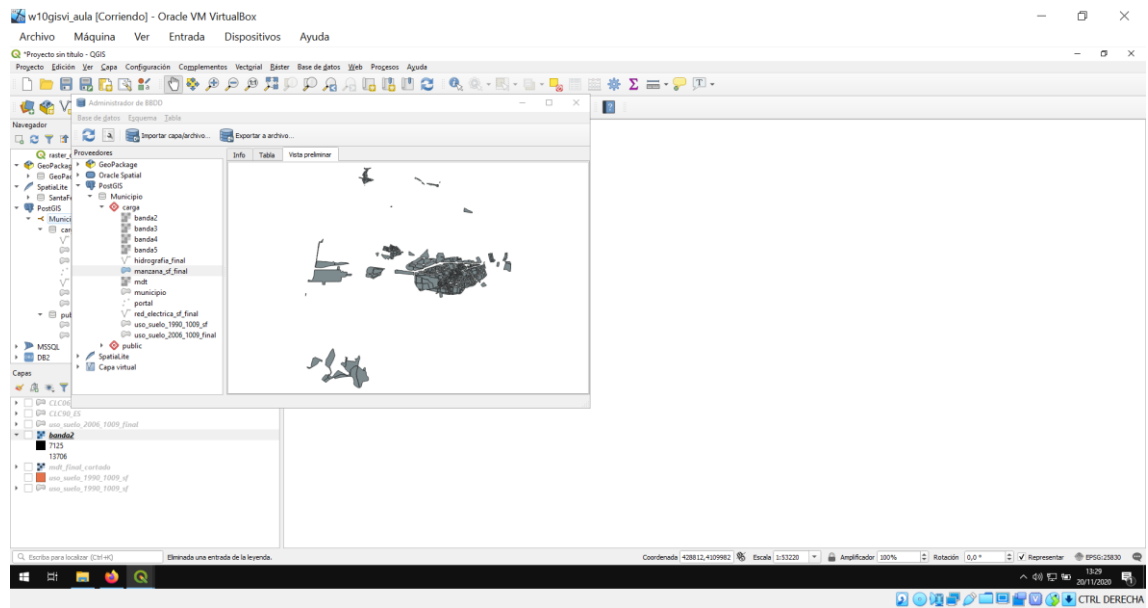 w10gisvi_aula [Corriendo] - Oracle VM VirtualBox
Archivo Máquina Ver Entrada Dispositivos Ayuda
*Proyecto sin título - QGIS
Proyecto Edición Ver Capa Configuración Complementos Vectorial Ráster Base de datos Web Procesos Ayuda
Administrador de BBDD
Base de datos Esquema Tabla
Importar capa/archivo... Exportar a archivo...
Navegador
Proveedores
Info Tabla Vista preliminar
GeoPackage
Oracle Spatial
PostGIS
Municipio
carga
banda2
banda3
banda4
banda5
hidrografia_final
manzana_sf_final
mdt
municipio
portal
red_electrica_sf_final
uso_suelo_1990_1009_sf
uso_suelo_2006_1009_final
public
SpatiaLite
Capa virtual
SpatiaLite
PostGIS
MSSQL
DB2
Capas
CLC90_ES
uso_suelo_2006_1009_final
banda2
7125
13706
mdt_final_cortado
uso_suelo_1990_1009_sf
uso_suelo_1990_1009_sf
Escriba para localizar (Ctrl+K) Eliminada una entrada de la leyenda. Coordenada 428812,4109982 Escala 1:53220 Amplificador 100% Rotación 0,0 ° Representar EPSG:25830
13:29
20/11/2020
CTRL DERECHA